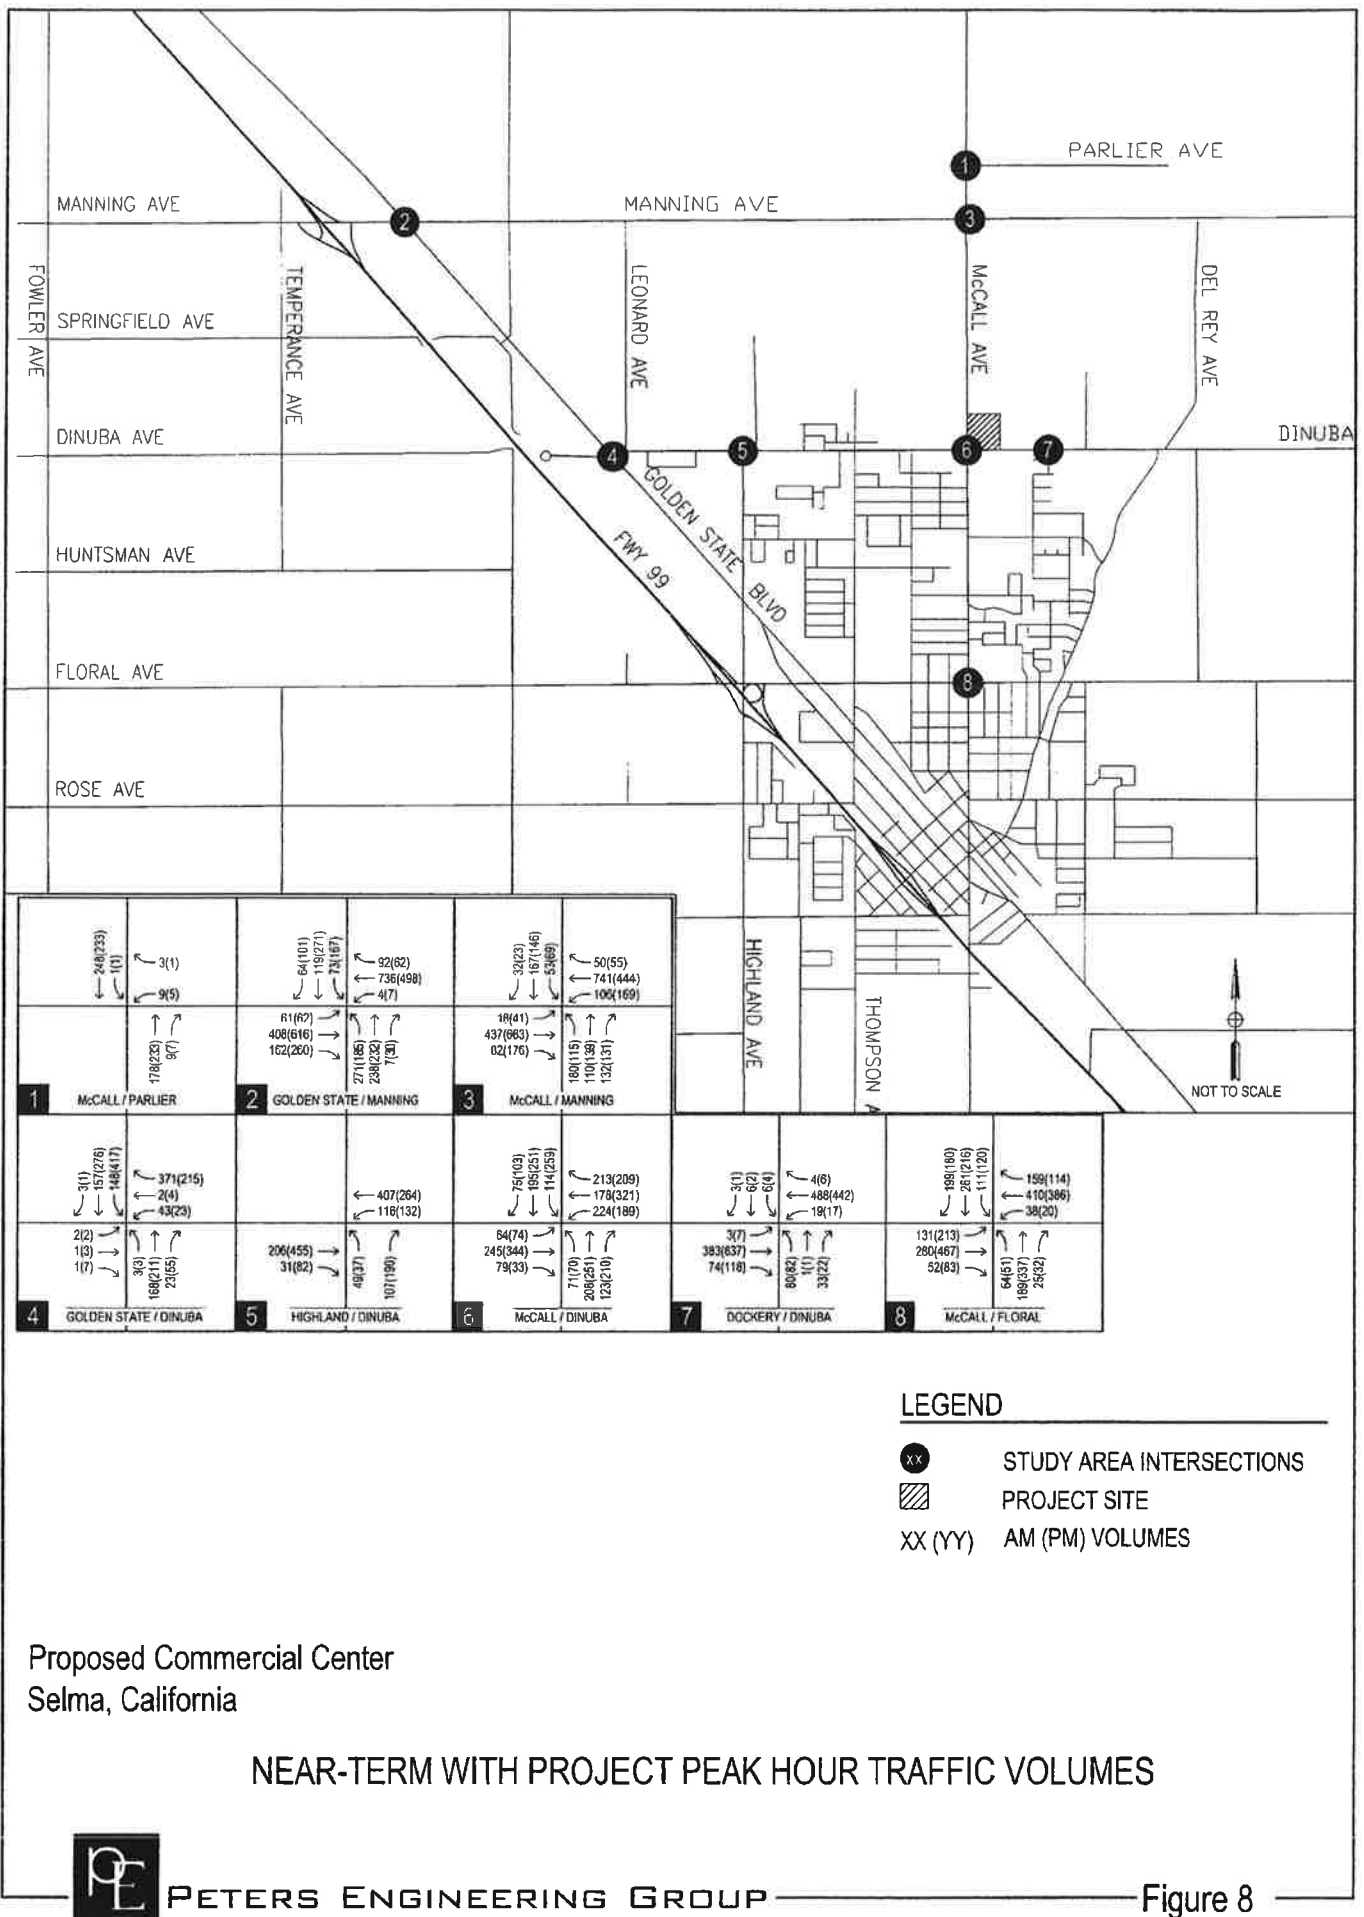 1
PARLIER AVE
MANNING AVE
2
MANNING AVE
3
FOWLER AVE
TEMPERANCE AVE
LEONARD AVE
McCALL AVE
DEL REY AVE
SPRINGFIELD AVE
DINUBA AVE
4
5
6
7
DINUBA
GOLDEN STATE BLVD
FWY 99
HUNTSMAN AVE
FLORAL AVE
8
ROSE AVE
HIGHLAND AVE
THOMPSON A
NOT TO SCALE
248(233)
1(1)
3(1)
9(5)
178(233)
9(7)
1 McCALL / PARLIER
64(101)
119(271)
73(167)
92(62)
736(498)
4(7)
61(62)
408(616)
162(260)
238(232)
7(30)
2 GOLDEN STATE / MANNING
32(23)
167(146)
53(69)
50(55)
741(444)
106(169)
437(663)
180(115)
132(131)
3 McCALL / MANNING
3(1)
157(276)
148(417)
371(215)
2(4)
43(23)
2(2)
1(3)
1(7)
3(3)
168(211)
23(55)
4 GOLDEN STATE / DINUBA
407(264)
116(132)
206(455)
31(82)
49(37)
107(190)
5 HIGHLAND / DINUBA
75(103)
195(251)
114(259)
213(209)
178(321)
224(189)
64(74)
245(344)
79(33)
71(70)
208(251)
123(210)
6 McCALL / DINUBA
3(1)
6(2)
6(4)
4(6)
488(442)
19(17)
3(7)
383(637)
74(118)
80(82)
1(1)
33(22)
7 DOCKERY / DINUBA
199(180)
261(216)
111(120)
159(114)
410(386)
38(20)
131(213)
280(467)
52(83)
64(51)
189(337)
25(32)
8 McCALL / FLORAL
LEGEND
XX STUDY AREA INTERSECTIONS
PROJECT SITE
XX (YY) AM (PM) VOLUMES
Proposed Commercial Center
Selma, California
NEAR-TERM WITH PROJECT PEAK HOUR TRAFFIC VOLUMES
PE PETERS ENGINEERING GROUP
Figure 8